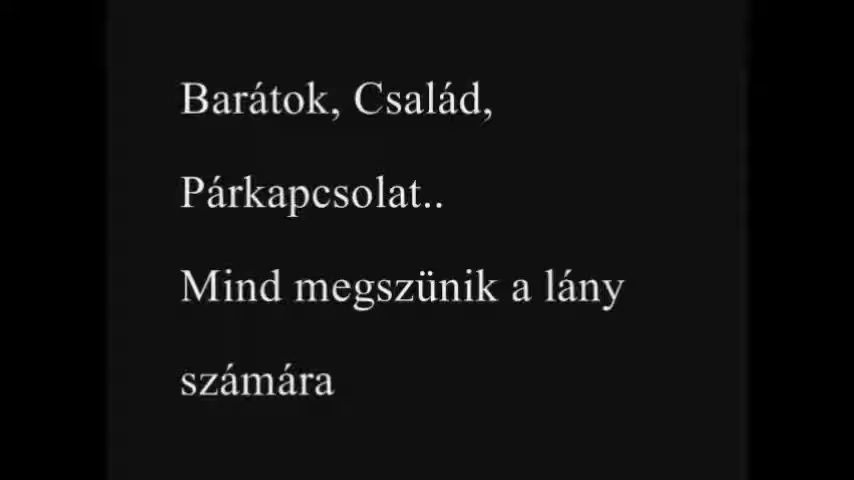 Barátok, Család,
Párkapcsolat..
Mind megszünik a lány
számára